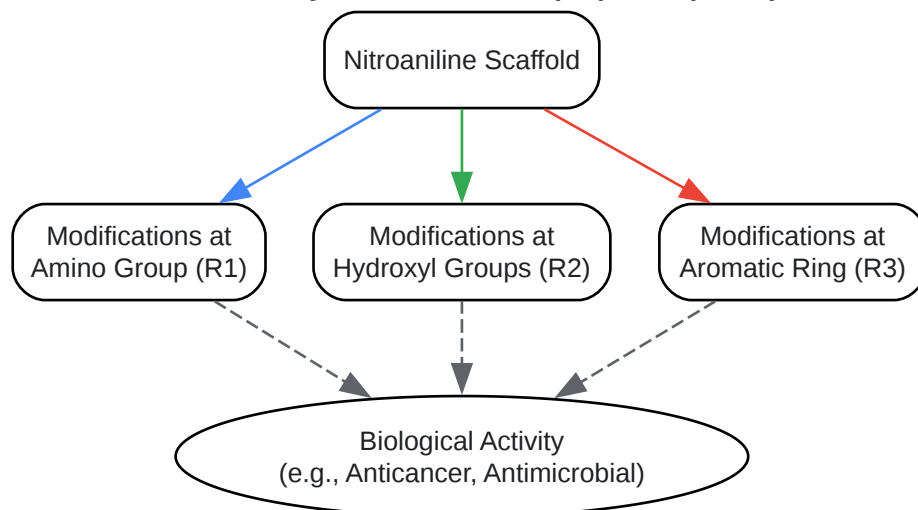 Nitroaniline Scaffold
Modifications at
Amino Group (R1)
Modifications at
Hydroxyl Groups (R2)
Modifications at
Aromatic Ring (R3)
Biological Activity
(e.g., Anticancer, Antimicrobial)